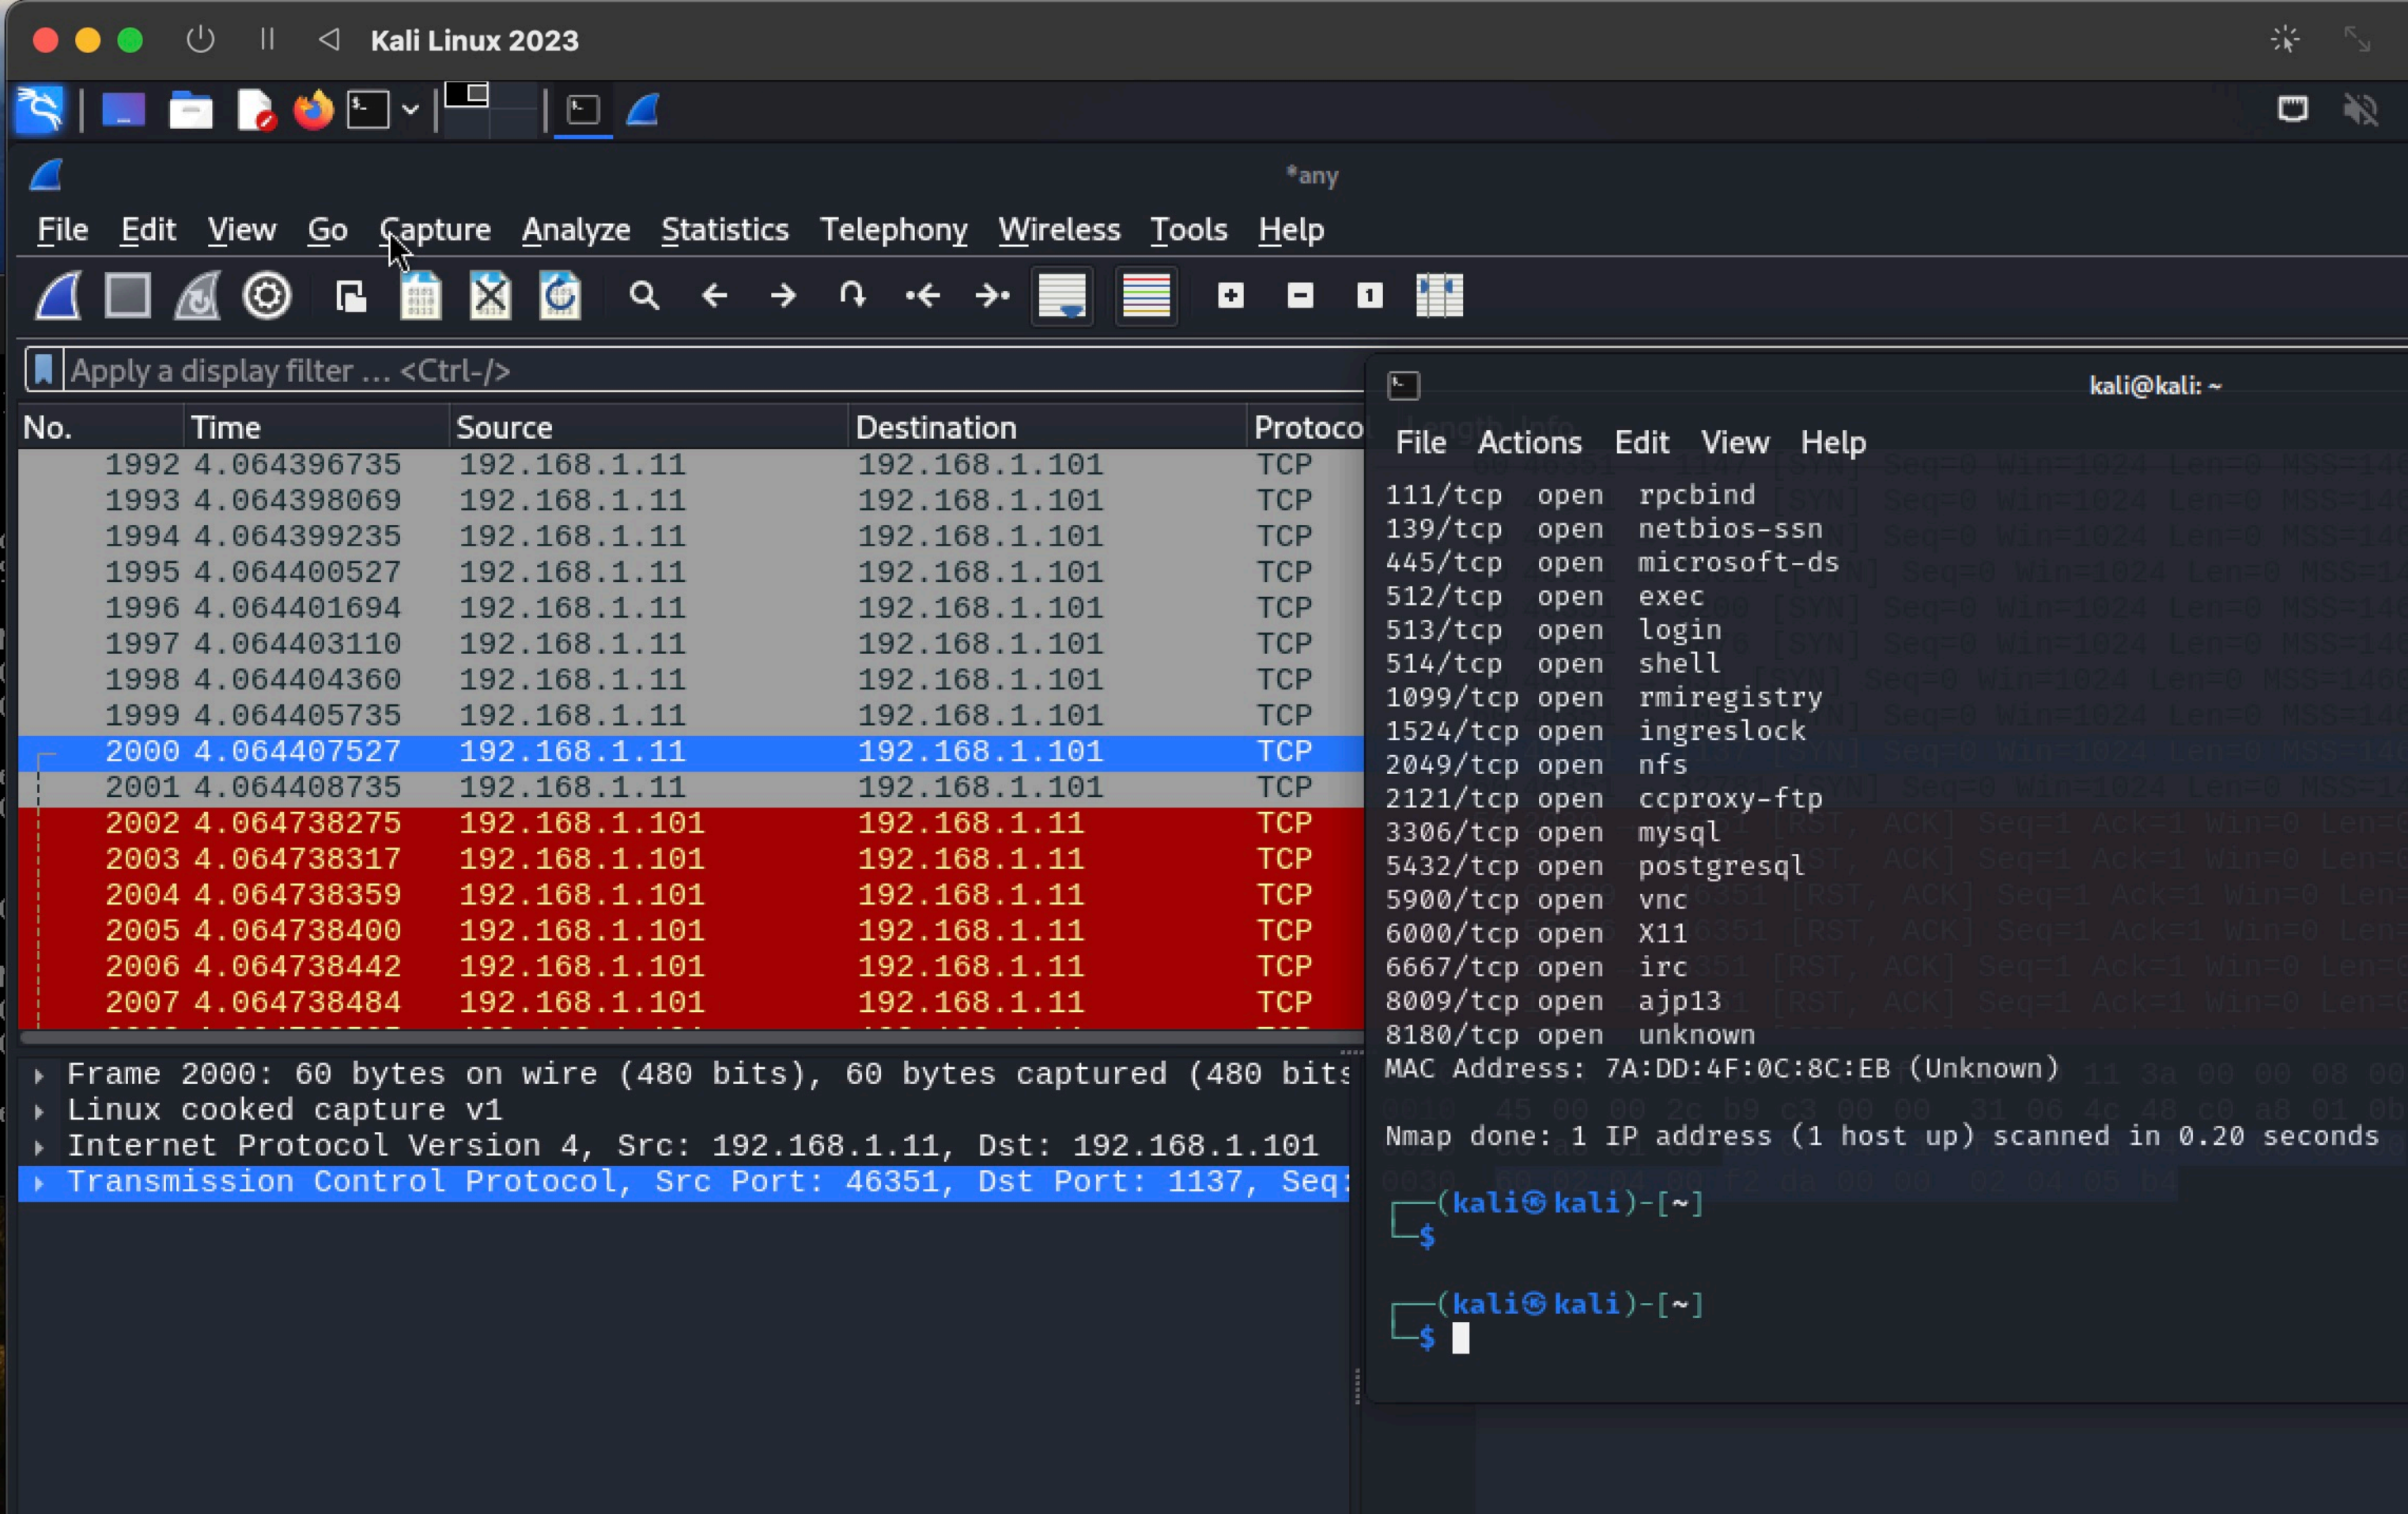 Kali Linux 2023
*any
File Edit View Go Capture Analyze Statistics Telephony Wireless Tools Help
Apply a display filter ... <Ctrl-/>
No. Time Source Destination Protoco
1992 4.064396735 192.168.1.11 192.168.1.101 TCP
1993 4.064398069 192.168.1.11 192.168.1.101 TCP
1994 4.064399235 192.168.1.11 192.168.1.101 TCP
1995 4.064400527 192.168.1.11 192.168.1.101 TCP
1996 4.064401694 192.168.1.11 192.168.1.101 TCP
1997 4.064403110 192.168.1.11 192.168.1.101 TCP
1998 4.064404360 192.168.1.11 192.168.1.101 TCP
1999 4.064405735 192.168.1.11 192.168.1.101 TCP
2000 4.064407527 192.168.1.11 192.168.1.101 TCP
2001 4.064408735 192.168.1.11 192.168.1.101 TCP
2002 4.064738275 192.168.1.101 192.168.1.11 TCP
2003 4.064738317 192.168.1.101 192.168.1.11 TCP
2004 4.064738359 192.168.1.101 192.168.1.11 TCP
2005 4.064738400 192.168.1.101 192.168.1.11 TCP
2006 4.064738442 192.168.1.101 192.168.1.11 TCP
2007 4.064738484 192.168.1.101 192.168.1.11 TCP
Frame 2000: 60 bytes on wire (480 bits), 60 bytes captured (480 bits
Linux cooked capture v1
Internet Protocol Version 4, Src: 192.168.1.11, Dst: 192.168.1.101
Transmission Control Protocol, Src Port: 46351, Dst Port: 1137, Seq:
kali@kali: ~
File Actions Edit View Help
111/tcp open rpcbind
139/tcp open netbios-ssn
445/tcp open microsoft-ds
512/tcp open exec
513/tcp open login
514/tcp open shell
1099/tcp open rmiregistry
1524/tcp open ingreslock
2049/tcp open nfs
2121/tcp open ccproxy-ftp
3306/tcp open mysql
5432/tcp open postgresql
5900/tcp open vnc
6000/tcp open X11
6667/tcp open irc
8009/tcp open ajp13
8180/tcp open unknown
MAC Address: 7A:DD:4F:0C:8C:EB (Unknown)
Nmap done: 1 IP address (1 host up) scanned in 0.20 seconds
┌──(kali㉿kali)-[~]
└─$
┌──(kali㉿kali)-[~]
└─$